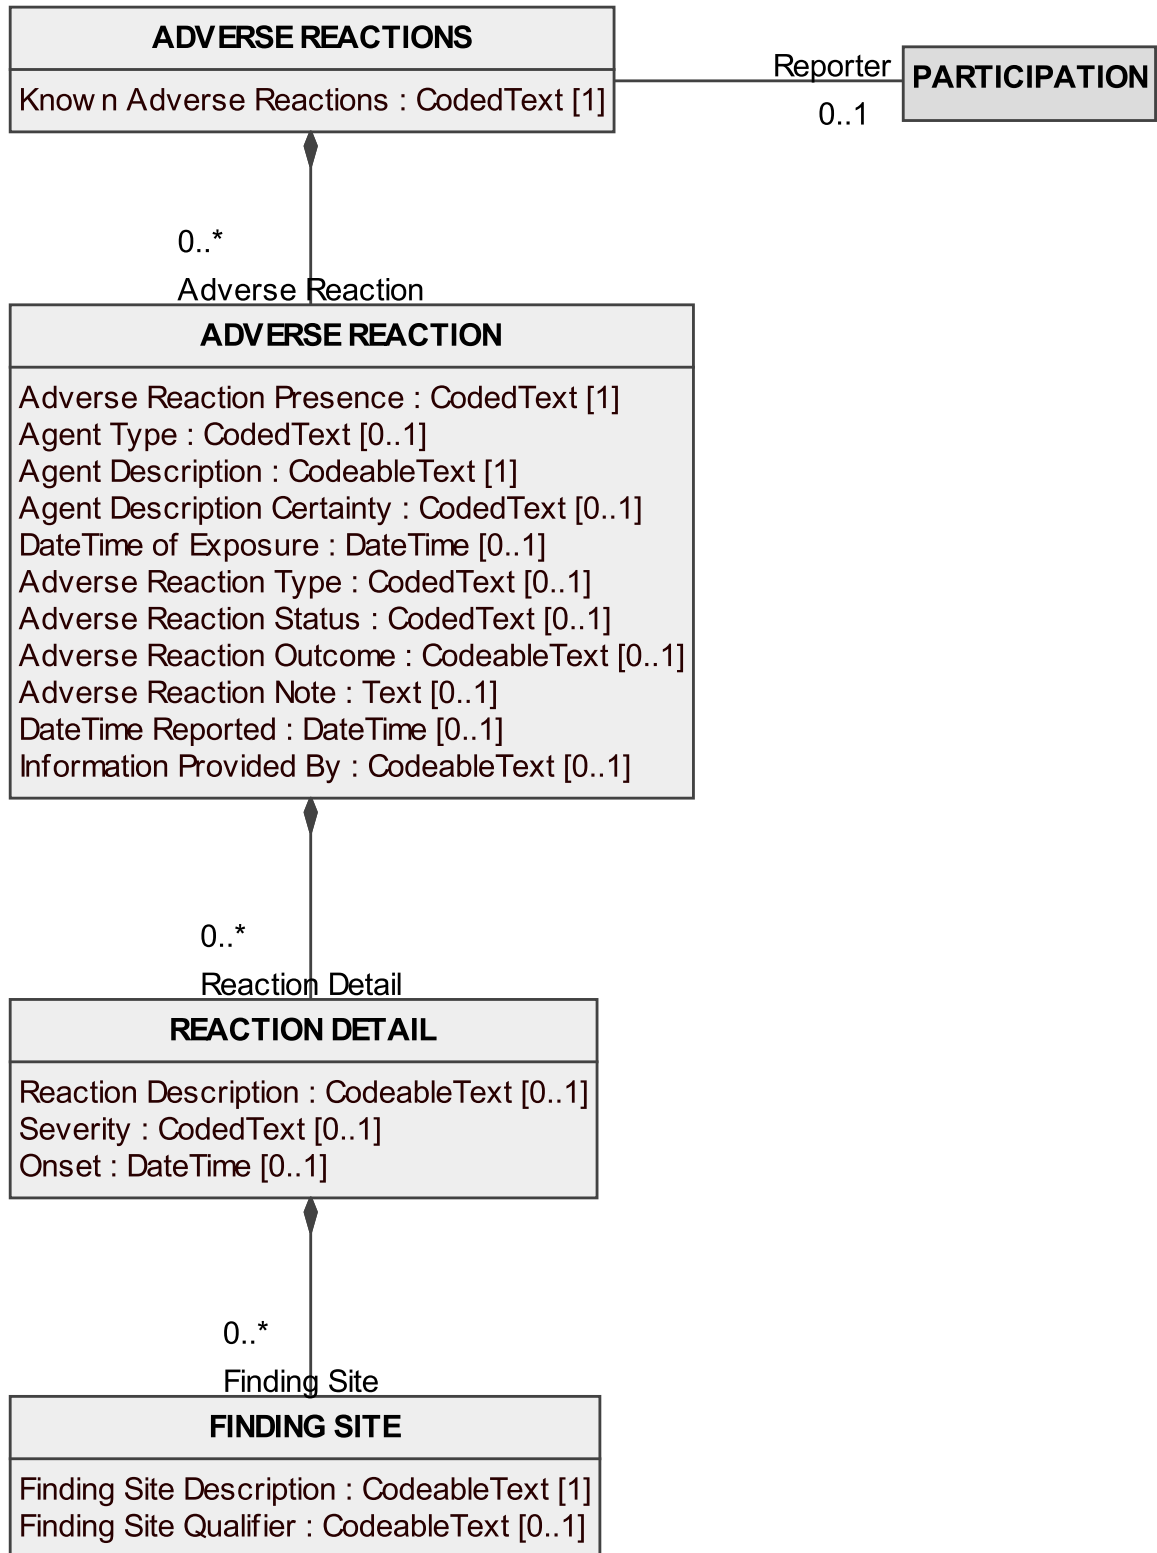 ADVERSE REACTIONS
Known Adverse Reactions : CodedText [1]
Reporter
0..1
PARTICIPATION
0..*
Adverse Reaction
ADVERSE REACTION
Adverse Reaction Presence : CodedText [1]
Agent Type : CodedText [0..1]
Agent Description : CodeableText [1]
Agent Description Certainty : CodedText [0..1]
DateTime of Exposure : DateTime [0..1]
Adverse Reaction Type : CodedText [0..1]
Adverse Reaction Status : CodedText [0..1]
Adverse Reaction Outcome : CodeableText [0..1]
Adverse Reaction Note : Text [0..1]
DateTime Reported : DateTime [0..1]
Information Provided By : CodeableText [0..1]
0..*
Reaction Detail
REACTION DETAIL
Reaction Description : CodeableText [0..1]
Severity : CodedText [0..1]
Onset : DateTime [0..1]
0..*
Finding Site
FINDING SITE
Finding Site Description : CodeableText [1]
Finding Site Qualifier : CodeableText [0..1]